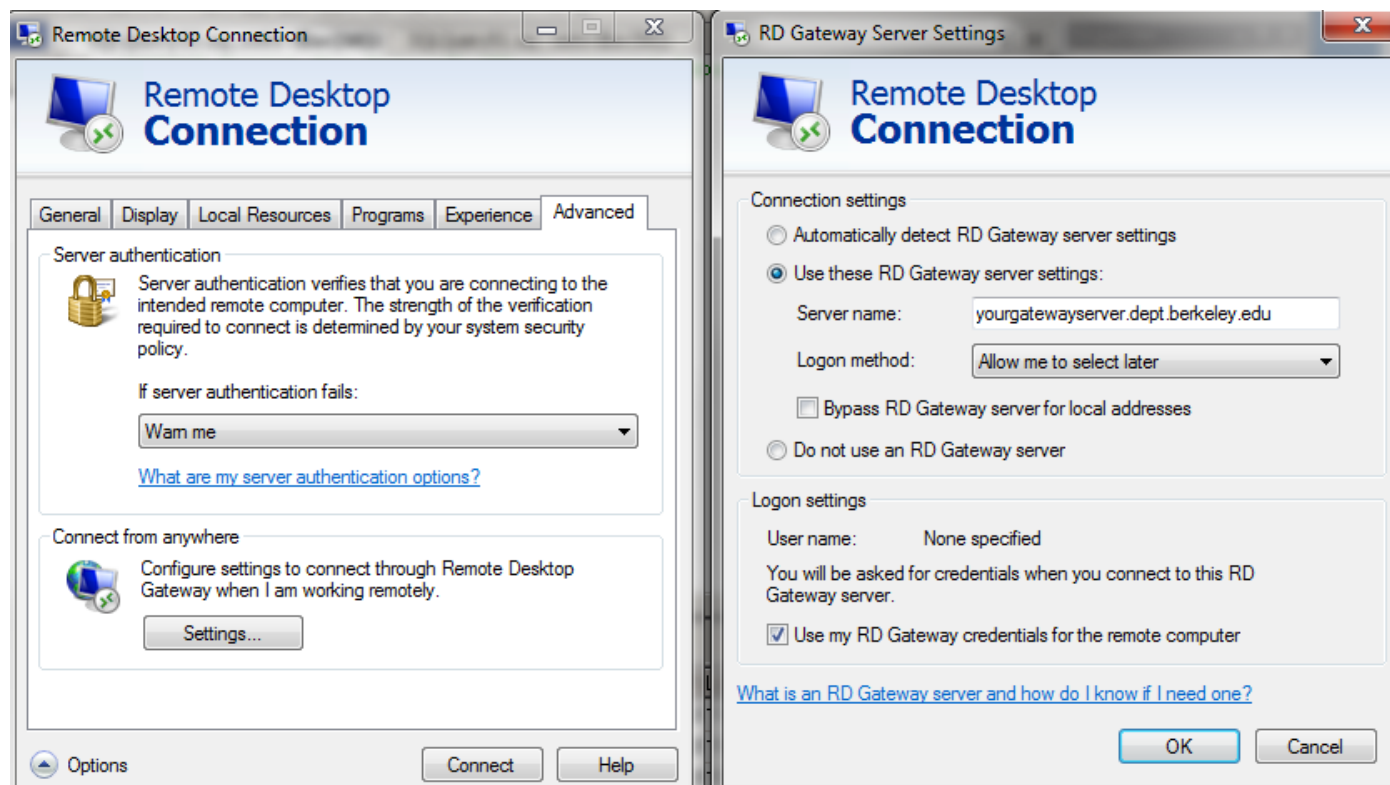 Remote Desktop Connection
Remote Desktop
Connection
General Display Local Resources Programs Experience Advanced
Server authentication
Server authentication verifies that you are connecting to the
intended remote computer. The strength of the verification
required to connect is determined by your system security
policy.
If server authentication fails:
Warn me
What are my server authentication options?
Connect from anywhere
Configure settings to connect through Remote Desktop
Gateway when I am working remotely.
Settings...
Options
Connect
Help
RD Gateway Server Settings
Remote Desktop
Connection
Connection settings
Automatically detect RD Gateway server settings
Use these RD Gateway server settings:
Server name: yourgatewayserver.dept.berkeley.edu
Logon method: Allow me to select later
Bypass RD Gateway server for local addresses
Do not use an RD Gateway server
Logon settings
User name: None specified
You will be asked for credentials when you connect to this RD
Gateway server.
Use my RD Gateway credentials for the remote computer
What is an RD Gateway server and how do I know if I need one?
OK
Cancel